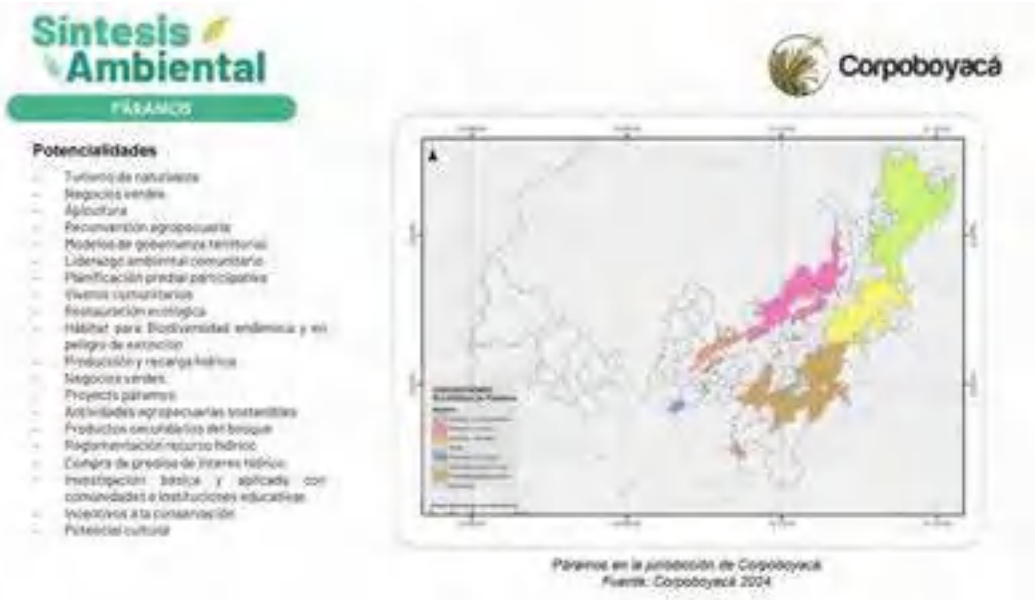 Síntesis
Ambiental
PÁRAMOS
Corpoboyacá
Potencialidades
- Turismo de naturaleza
- Negocios verdes
- Apicultura
- Reconversión agropecuaria
- Modelos de gobernanza territorial
- Liderazgo ambiental comunitario
- Planificación predial participativa
- Viveros comunitarios
- Restauración ecológica
- Hábitat para Biodiversidad endémica y en
peligro de extinción
- Producción y recarga hídrica
- Negocios verdes.
- Proyecto páramos
- Actividades agropecuarias sostenibles
- Productos secundarios del bosque
- Reglamentación recurso hídrico
- Compra de predios de interes hídrico
- Investigación básica y aplicada con
comunidades e instituciones educativas
- Incentivos a la conservación
- Potencial cultural
Páramos en la jurisdicción de Corpoboyacá
Fuente: Corpoboyacá 2024